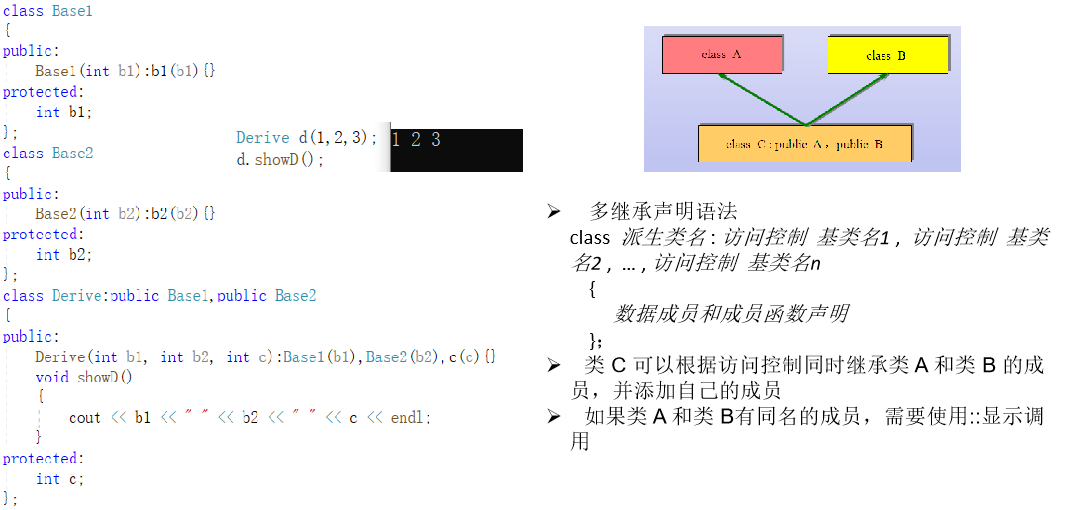 class Base1
{
public:
Base1(int b1):b1(b1){}
protected:
int b1;
};
class Base2
{
public:
Base2(int b2):b2(b2){}
protected:
int b2;
};
class Derive:public Base1,public Base2
{
public:
Derive(int b1, int b2, int c):Base1(b1),Base2(b2),c(c){}
void showD()
{
cout << b1 << " " << b2 << " " << c << endl;
}
protected:
int c;
};
Derive d(1,2,3);
d.showD();
1 2 3
class A
class B
class C : public A , public B
➢ 多继承声明语法
class 派生类名 : 访问控制 基类名1 , 访问控制 基类
名2 , … , 访问控制 基类名n
{
数据成员和成员函数声明
};
➢ 类 C 可以根据访问控制同时继承类 A 和类 B 的成
员，并添加自己的成员
➢ 如果类 A 和类 B有同名的成员，需要使用::显示调
用